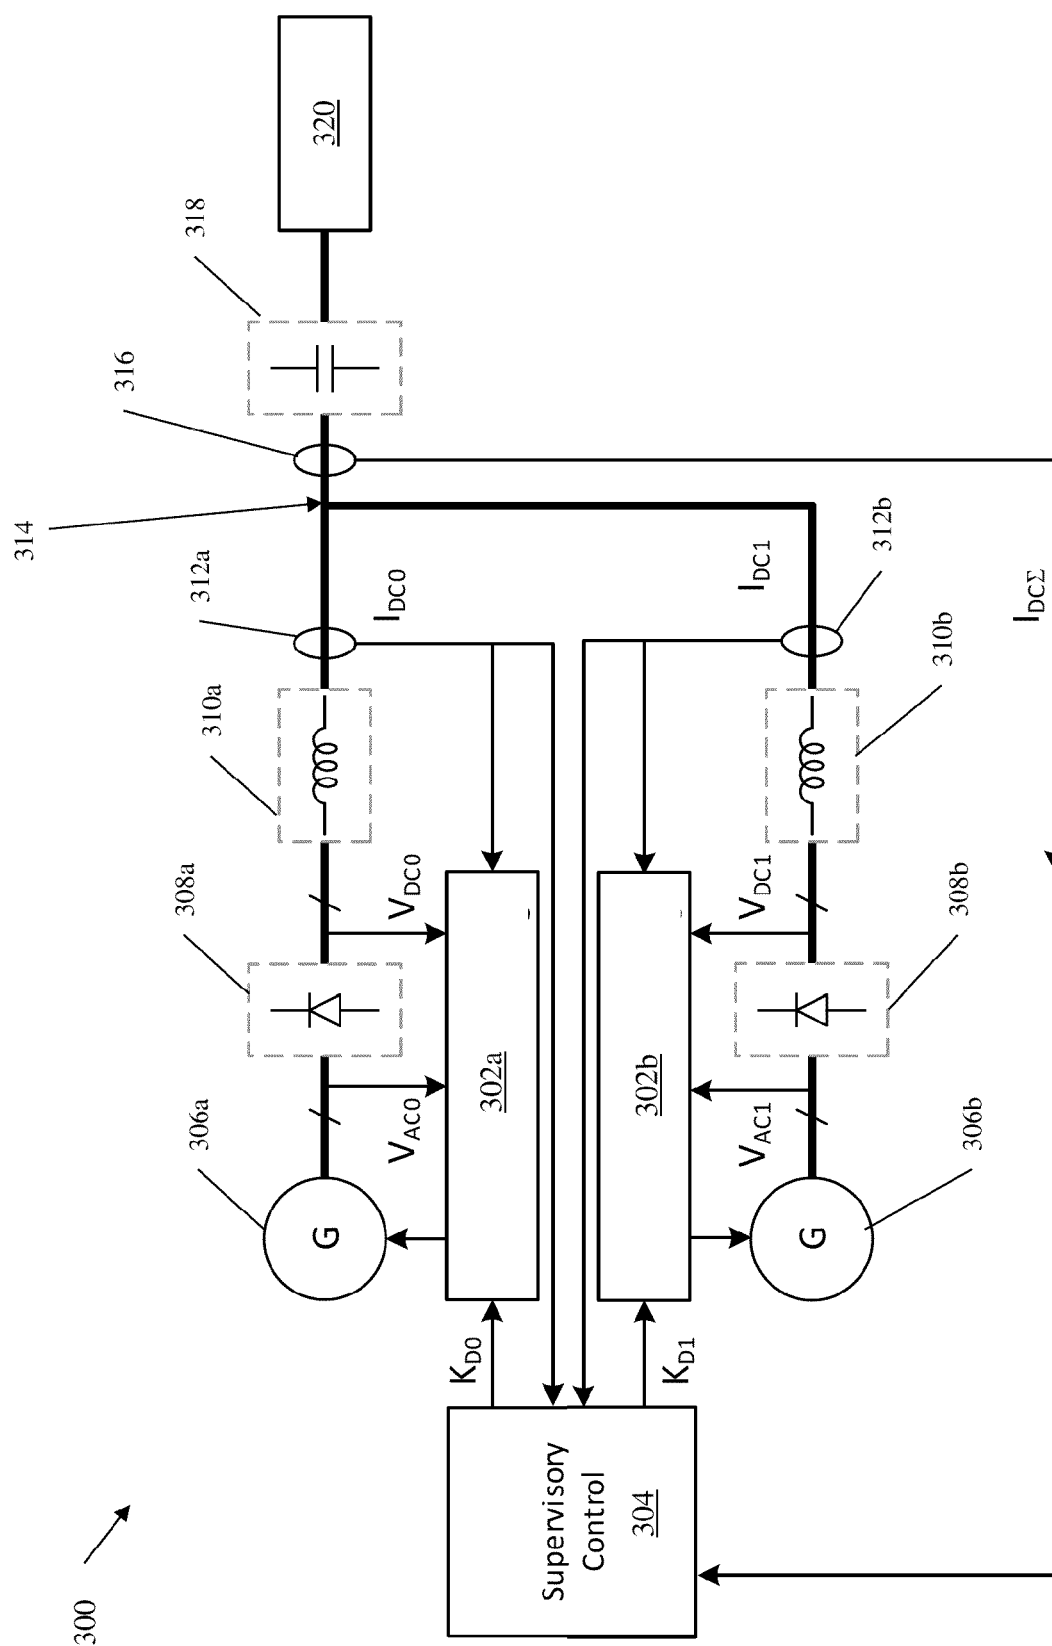 300
306a
308a
310a
312a
314
316
318
320
G
V_AC0
V_DC0
I_DC0
K_D0
302a
Supervisory
Control
304
302b
K_D1
V_AC1
V_DC1
I_DC1
G
306b
308b
310b
312b
I_DCΣ